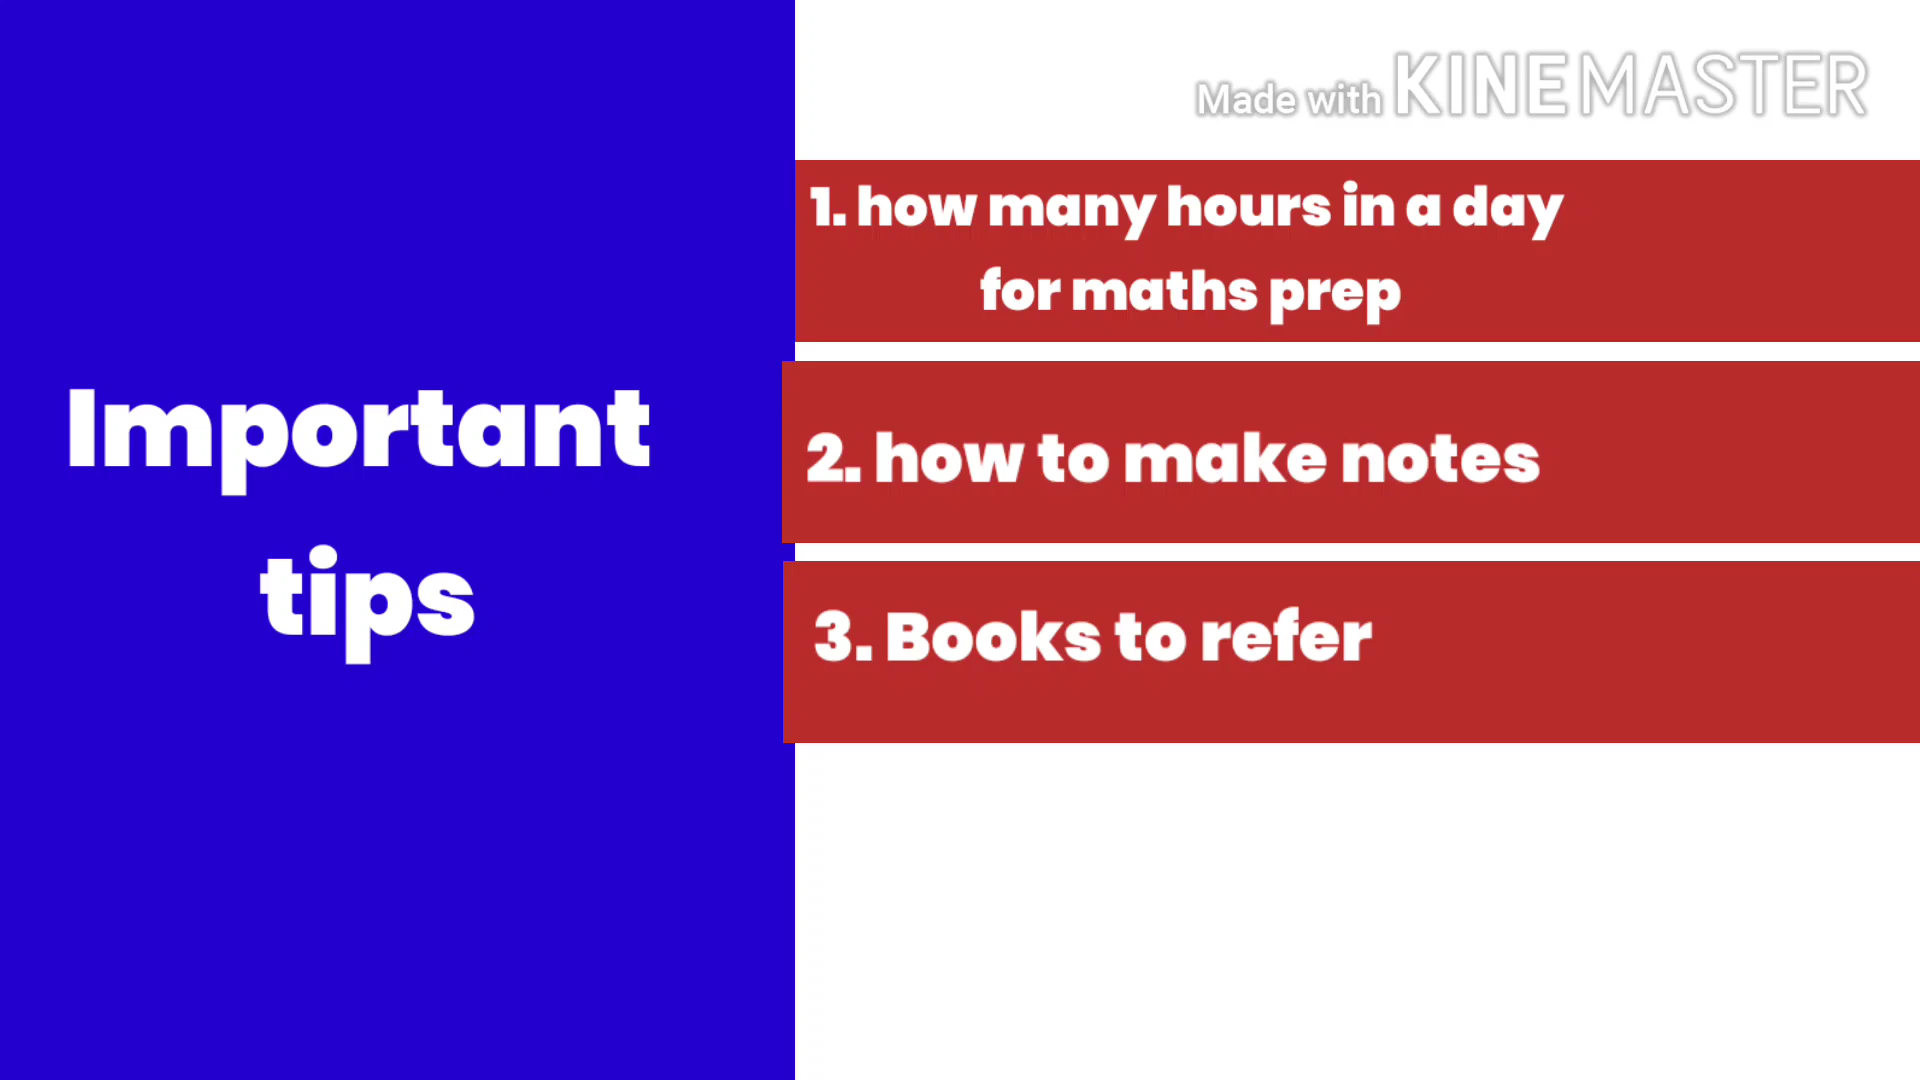 Made with KINEMASTER
Important
tips
1. how many hours in a day
for maths prep
2. how to make notes
3. Books to refer